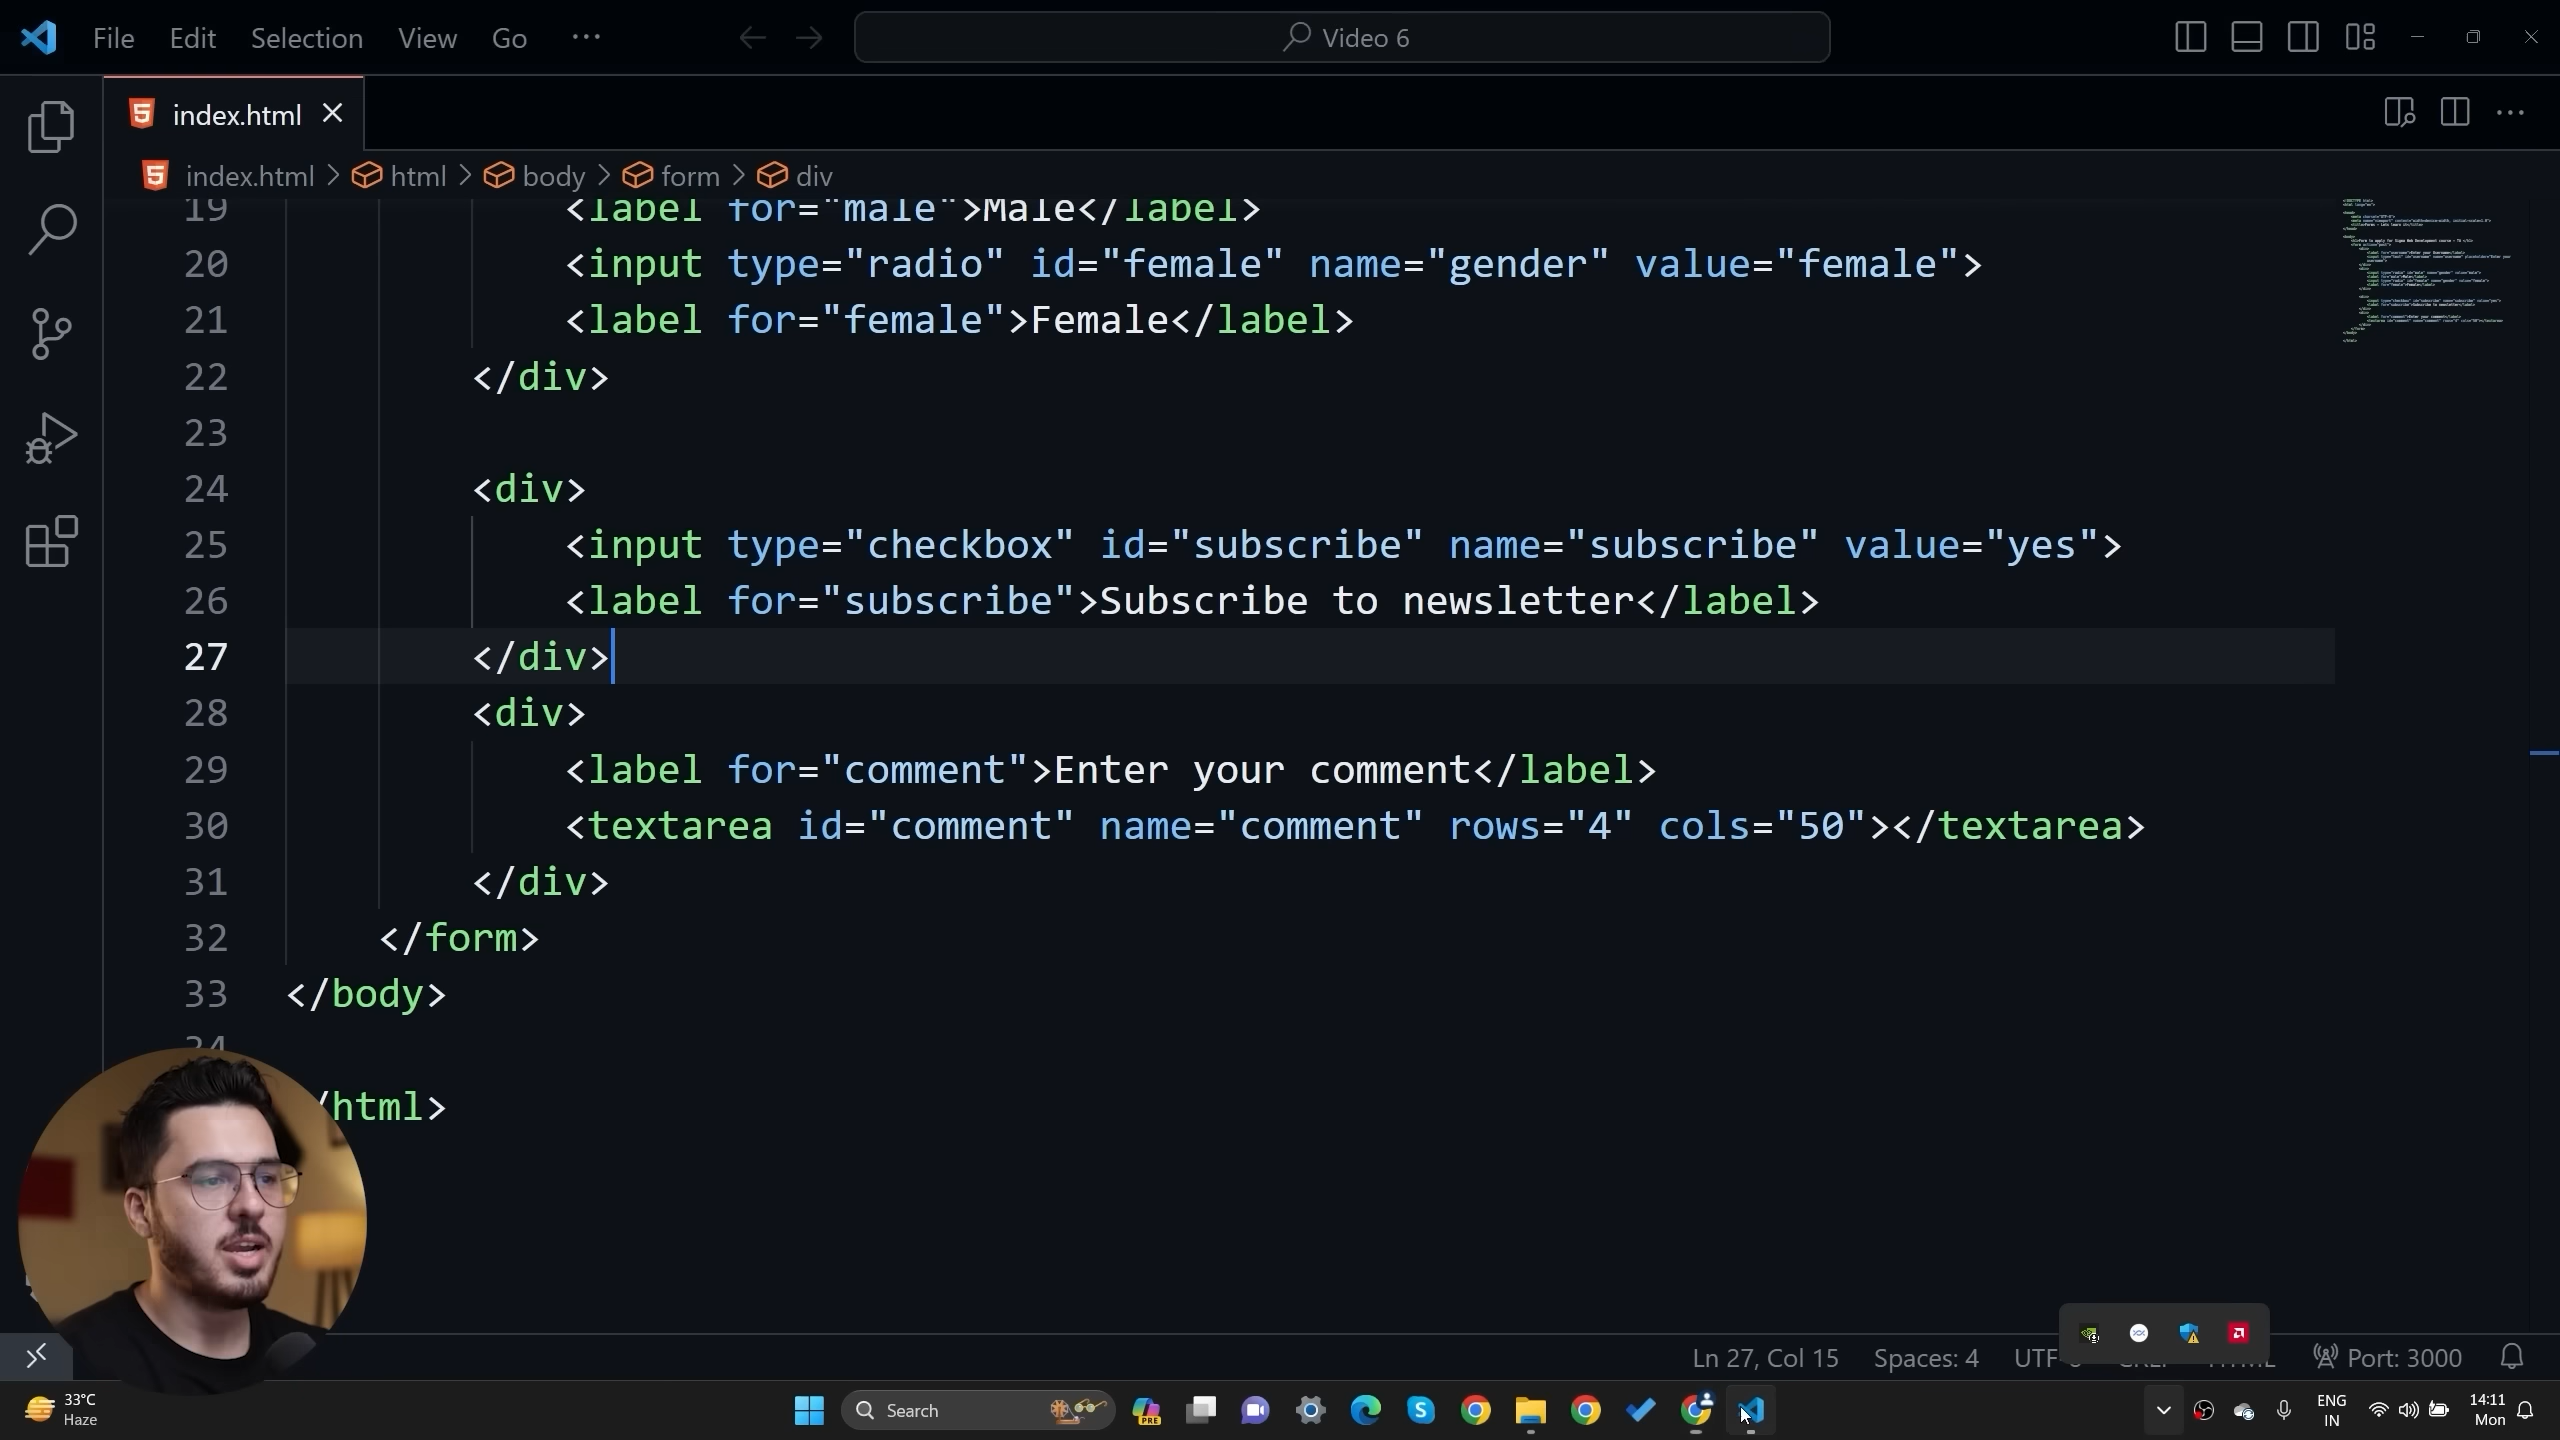 File Edit Selection View Go ···
Video 6
index.html
index.html > html > body > form > div
19 <label for="male">Male</label>
20 <input type="radio" id="female" name="gender" value="female">
21 <label for="female">Female</label>
22 </div>
23
24 <div>
25 <input type="checkbox" id="subscribe" name="subscribe" value="yes">
26 <label for="subscribe">Subscribe to newsletter</label>
27 </div>
28 <div>
29 <label for="comment">Enter your comment</label>
30 <textarea id="comment" name="comment" rows="4" cols="50"></textarea>
31 </div>
32 </form>
33 </body>
34
/html>
Ln 27, Col 15 Spaces: 4 Port: 3000
33°C
Haze
Search
PRE
ENG
IN
14:11
Mon